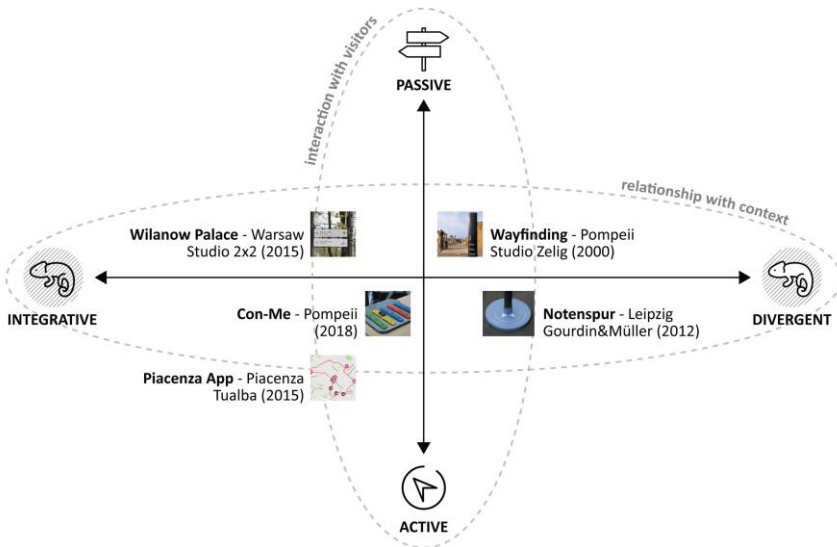 interaction with visitors
PASSIVE
relationship with context
Wilanow Palace - Warsaw
Studio 2x2 (2015)
Wayfinding - Pompeii
Studio Zelig (2000)
INTEGRATIVE
DIVERGENT
Con-Me - Pompeii
(2018)
Notenspur - Leipzig
Gourdin&Müller (2012)
Piacenza App - Piacenza
Tualba (2015)
ACTIVE